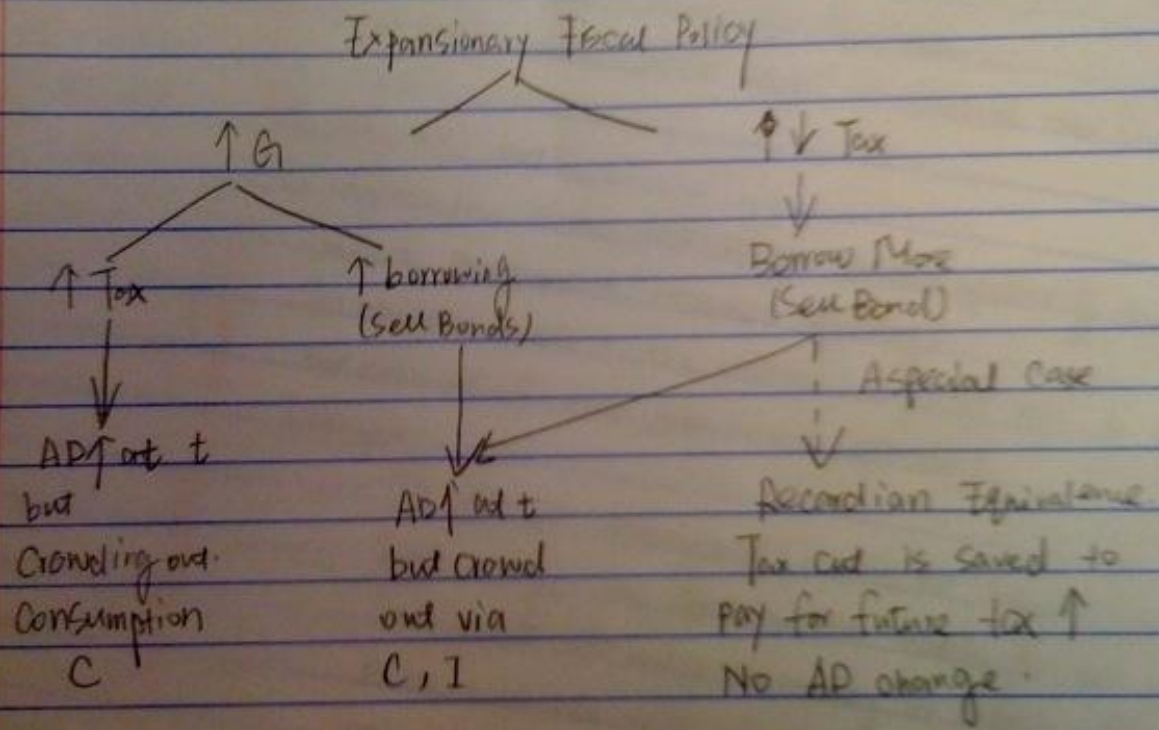 Expansionary Fiscal Policy
↑ G
↑ ↓ Tax
↑ Tax
↑ borrowing
(Sell Bonds)
Borrow More
(Sell Bond)
A special Case
AD↑ at t
but
Crowding out.
Consumption
C
AD↑ at t
but crowd
out via
C, I
Recordian Equivalence
Tax cut is saved to
pay for future tax ↑
No AD change.